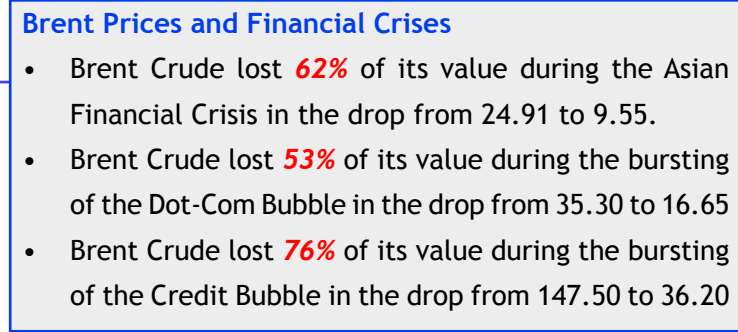 Brent Prices and Financial Crises
• Brent Crude lost 62% of its value during the Asian
Financial Crisis in the drop from 24.91 to 9.55.
• Brent Crude lost 53% of its value during the bursting
of the Dot-Com Bubble in the drop from 35.30 to 16.65
• Brent Crude lost 76% of its value during the bursting
of the Credit Bubble in the drop from 147.50 to 36.20